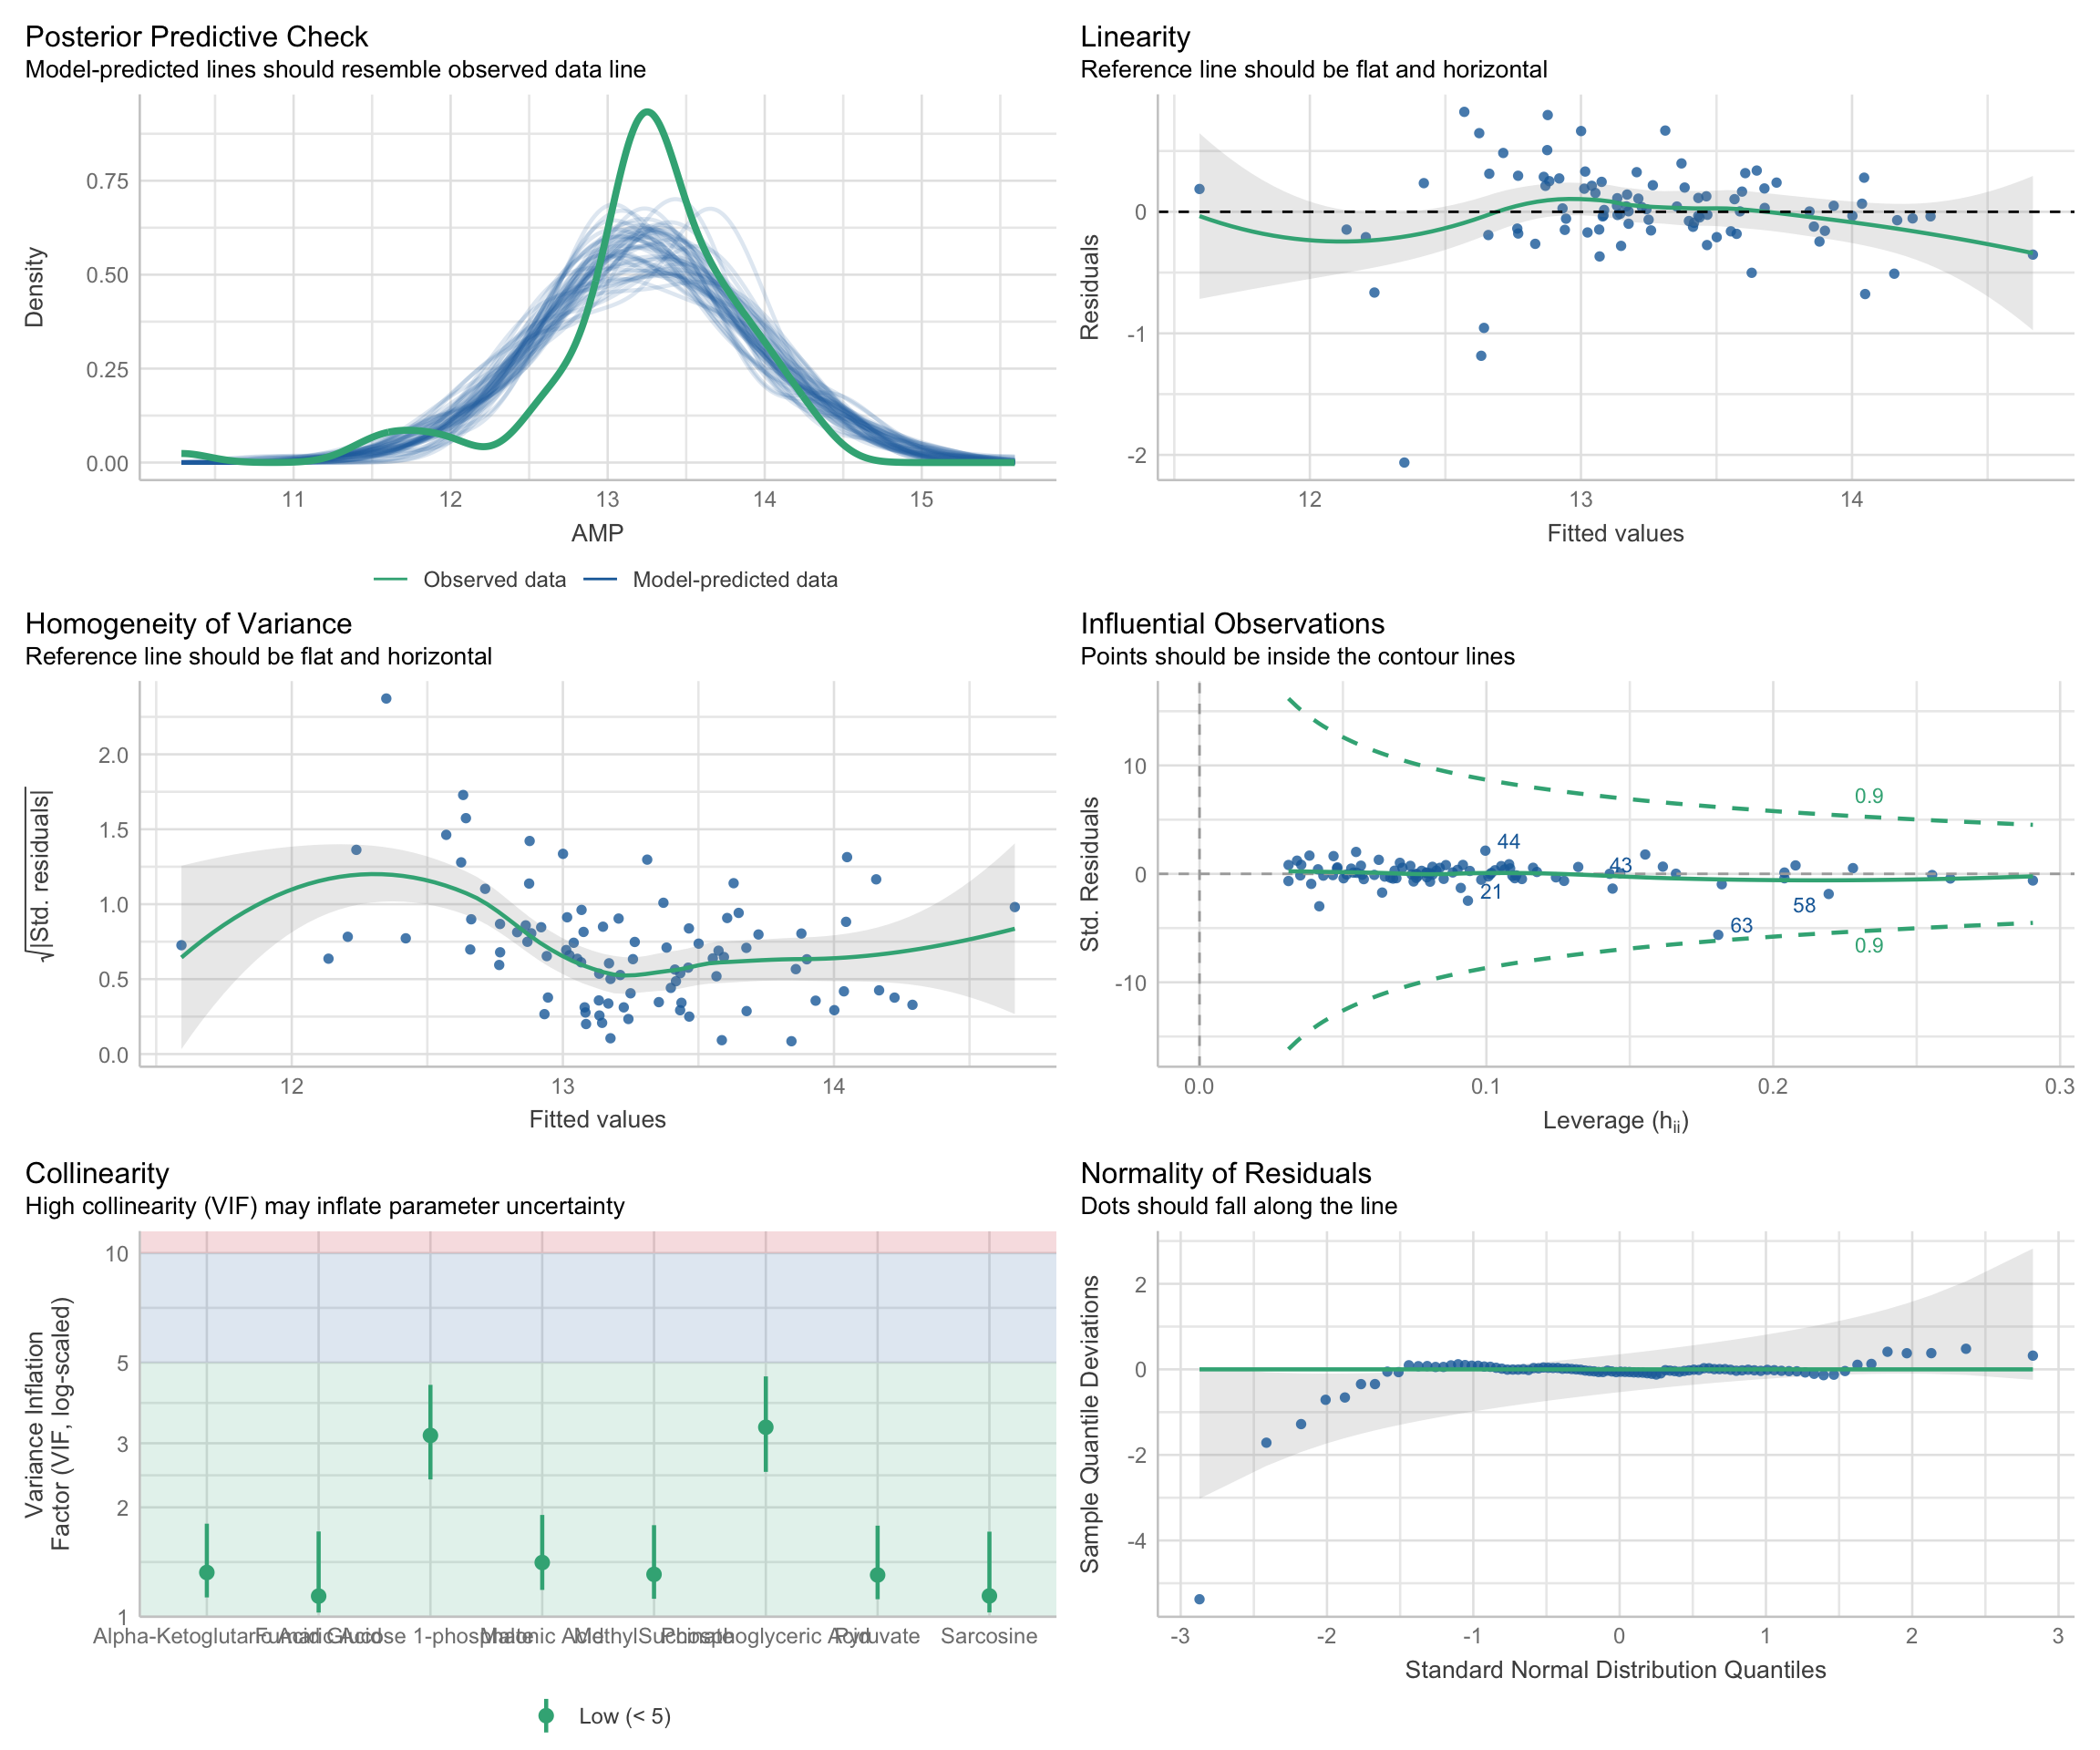 Posterior Predictive Check
Model-predicted lines should resemble observed data line
Density
0.75
0.50
0.25
0.00
11 12 13 14 15
AMP
Observed data Model-predicted data
Linearity
Reference line should be flat and horizontal
Residuals
0
-1
-2
12 13 14
Fitted values
Homogeneity of Variance
Reference line should be flat and horizontal
√|Std. residuals|
2.0
1.5
1.0
0.5
0.0
12 13 14
Fitted values
Influential Observations
Points should be inside the contour lines
Std. Residuals
10
0
-10
0.9
44
43
21
58
63
0.9
0.0 0.1 0.2 0.3
Leverage (hii)
Collinearity
High collinearity (VIF) may inflate parameter uncertainty
Variance Inflation
Factor (VIF, log-scaled)
10
5
3
2
1
Sarcosine
Low (< 5)
Normality of Residuals
Dots should fall along the line
Sample Quantile Deviations
2
0
-2
-4
-3 -2 -1 0 1 2 3
Standard Normal Distribution Quantiles